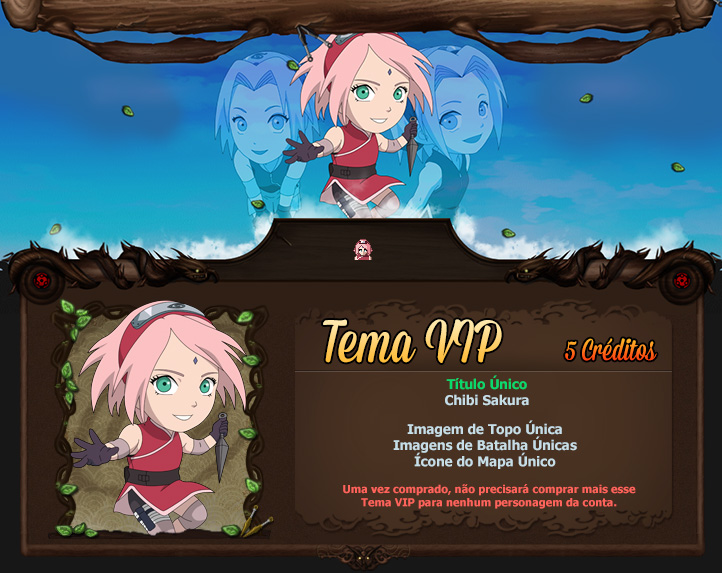 Tema VIP
5 Créditos
Título Único
Chibi Sakura
Imagem de Topo Única
Imagens de Batalha Únicas
Ícone do Mapa Único
Uma vez comprado, não precisará comprar mais esse
Tema VIP para nenhum personagem da conta.